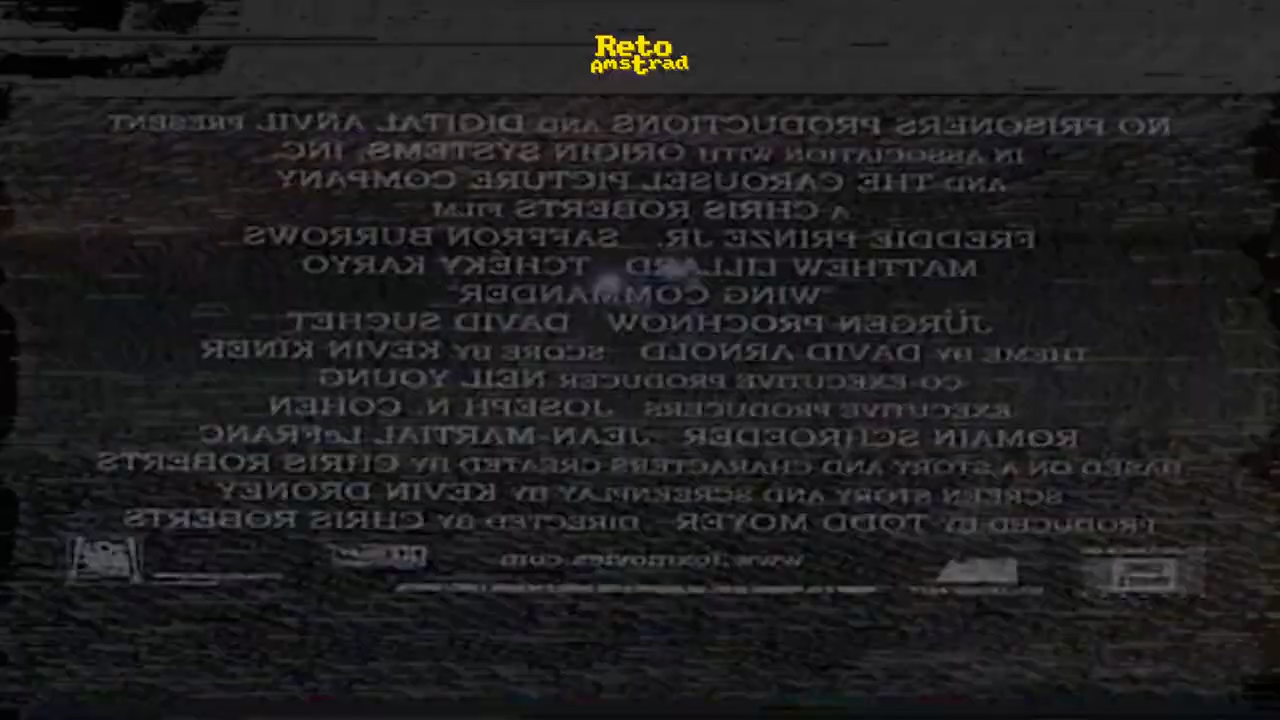 Reto
Amstrad
NO PRISONERS PRODUCTIONS AND DIGITAL ANVIL PRESENT
IN ASSOCIATION WITH ORIGIN SYSTEMS, INC.
AND THE CAROUSEL PICTURE COMPANY
A CHRIS ROBERTS FILM
FREDDIE PRINZE JR. SAFFRON BURROWS
MATTHEW LILLARD TCHÉKY KARYO
"WING COMMANDER"
JÜRGEN PROCHNOW DAVID SUCHET
THEME BY DAVID ARNOLD SCORE BY KEVIN KINER
CO-EXECUTIVE PRODUCER NEIL YOUNG
EXECUTIVE PRODUCERS JOSEPH N. COHEN
ROMAIN SCHROEDER JEAN-MARTIAL LeFRANC
BASED ON A STORY AND CHARACTERS CREATED BY CHRIS ROBERTS
SCREEN STORY AND SCREENPLAY BY KEVIN DRONEY
PRODUCED BY TODD MOYER DIRECTED BY CHRIS ROBERTS
www.foxmovies.com